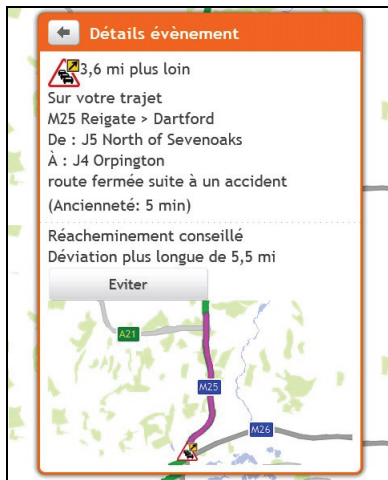 Détails évènement
3,6 mi plus loin
Sur votre trajet
M25 Reigate > Dartford
De : J5 North of Sevenoaks
À : J4 Orpington
route fermée suite à un accident
(Ancienneté: 5 min)
Réacheminement conseillé
Déviation plus longue de 5,5 mi
Eviter
A21
M25
M26